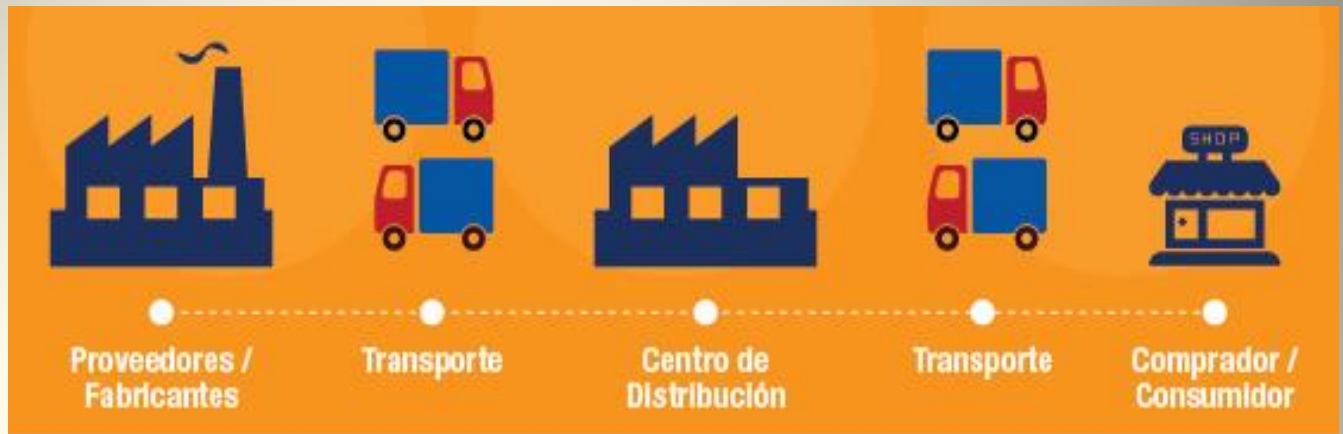 SHOP
Proveedores /
Fabricantes
Transporte
Centro de
Distribución
Transporte
Comprador /
Consumidor